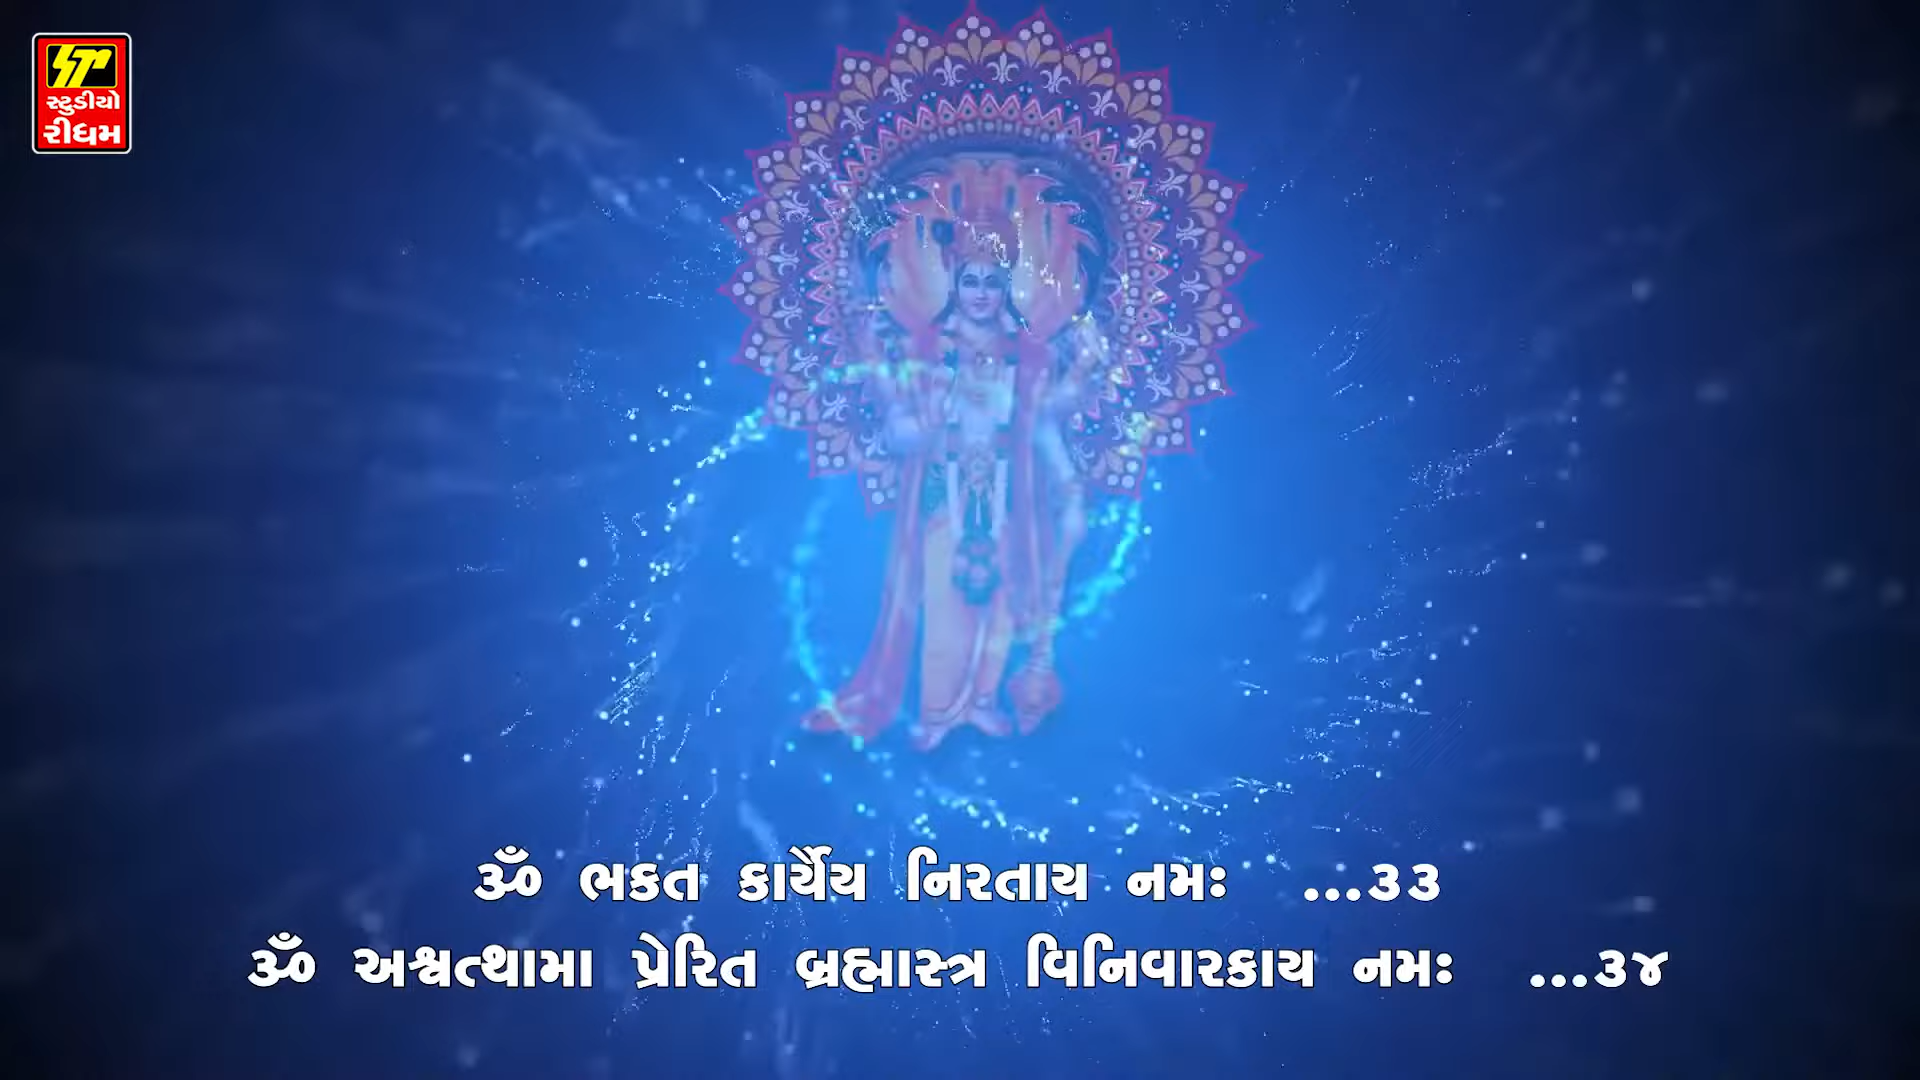 સ્ટુડીયો
રીધમ
ૐ ભકત કાર્યૈય નિરતાય નમઃ ...૩૩
ૐ અશ્વત્થામા પ્રેરિત બ્રહ્માસ્ત્ર વિનિવારકાય નમઃ ...૩૪